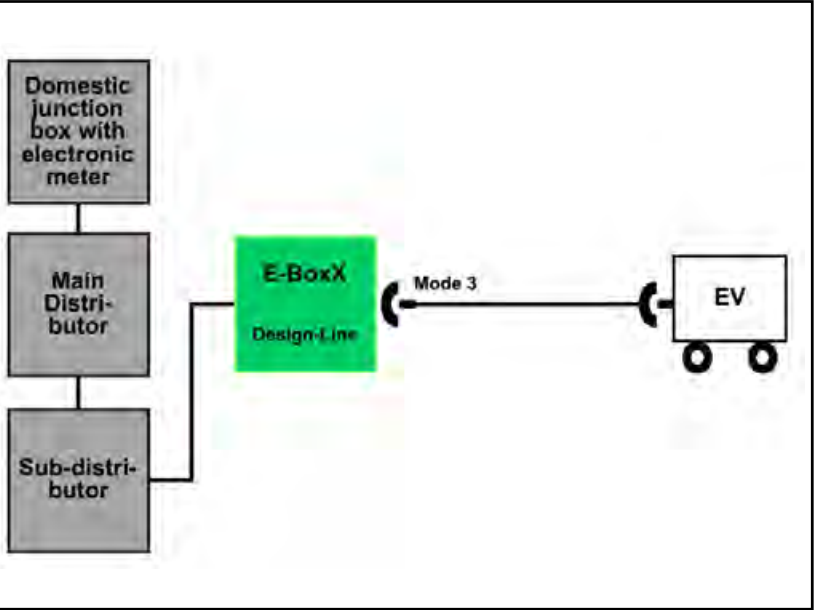 Domestic
junction
box with
electronic
meter
Main
Distri-
butor
Sub-distri-
butor
E-BoxX
Design-Line
Mode 3
EV